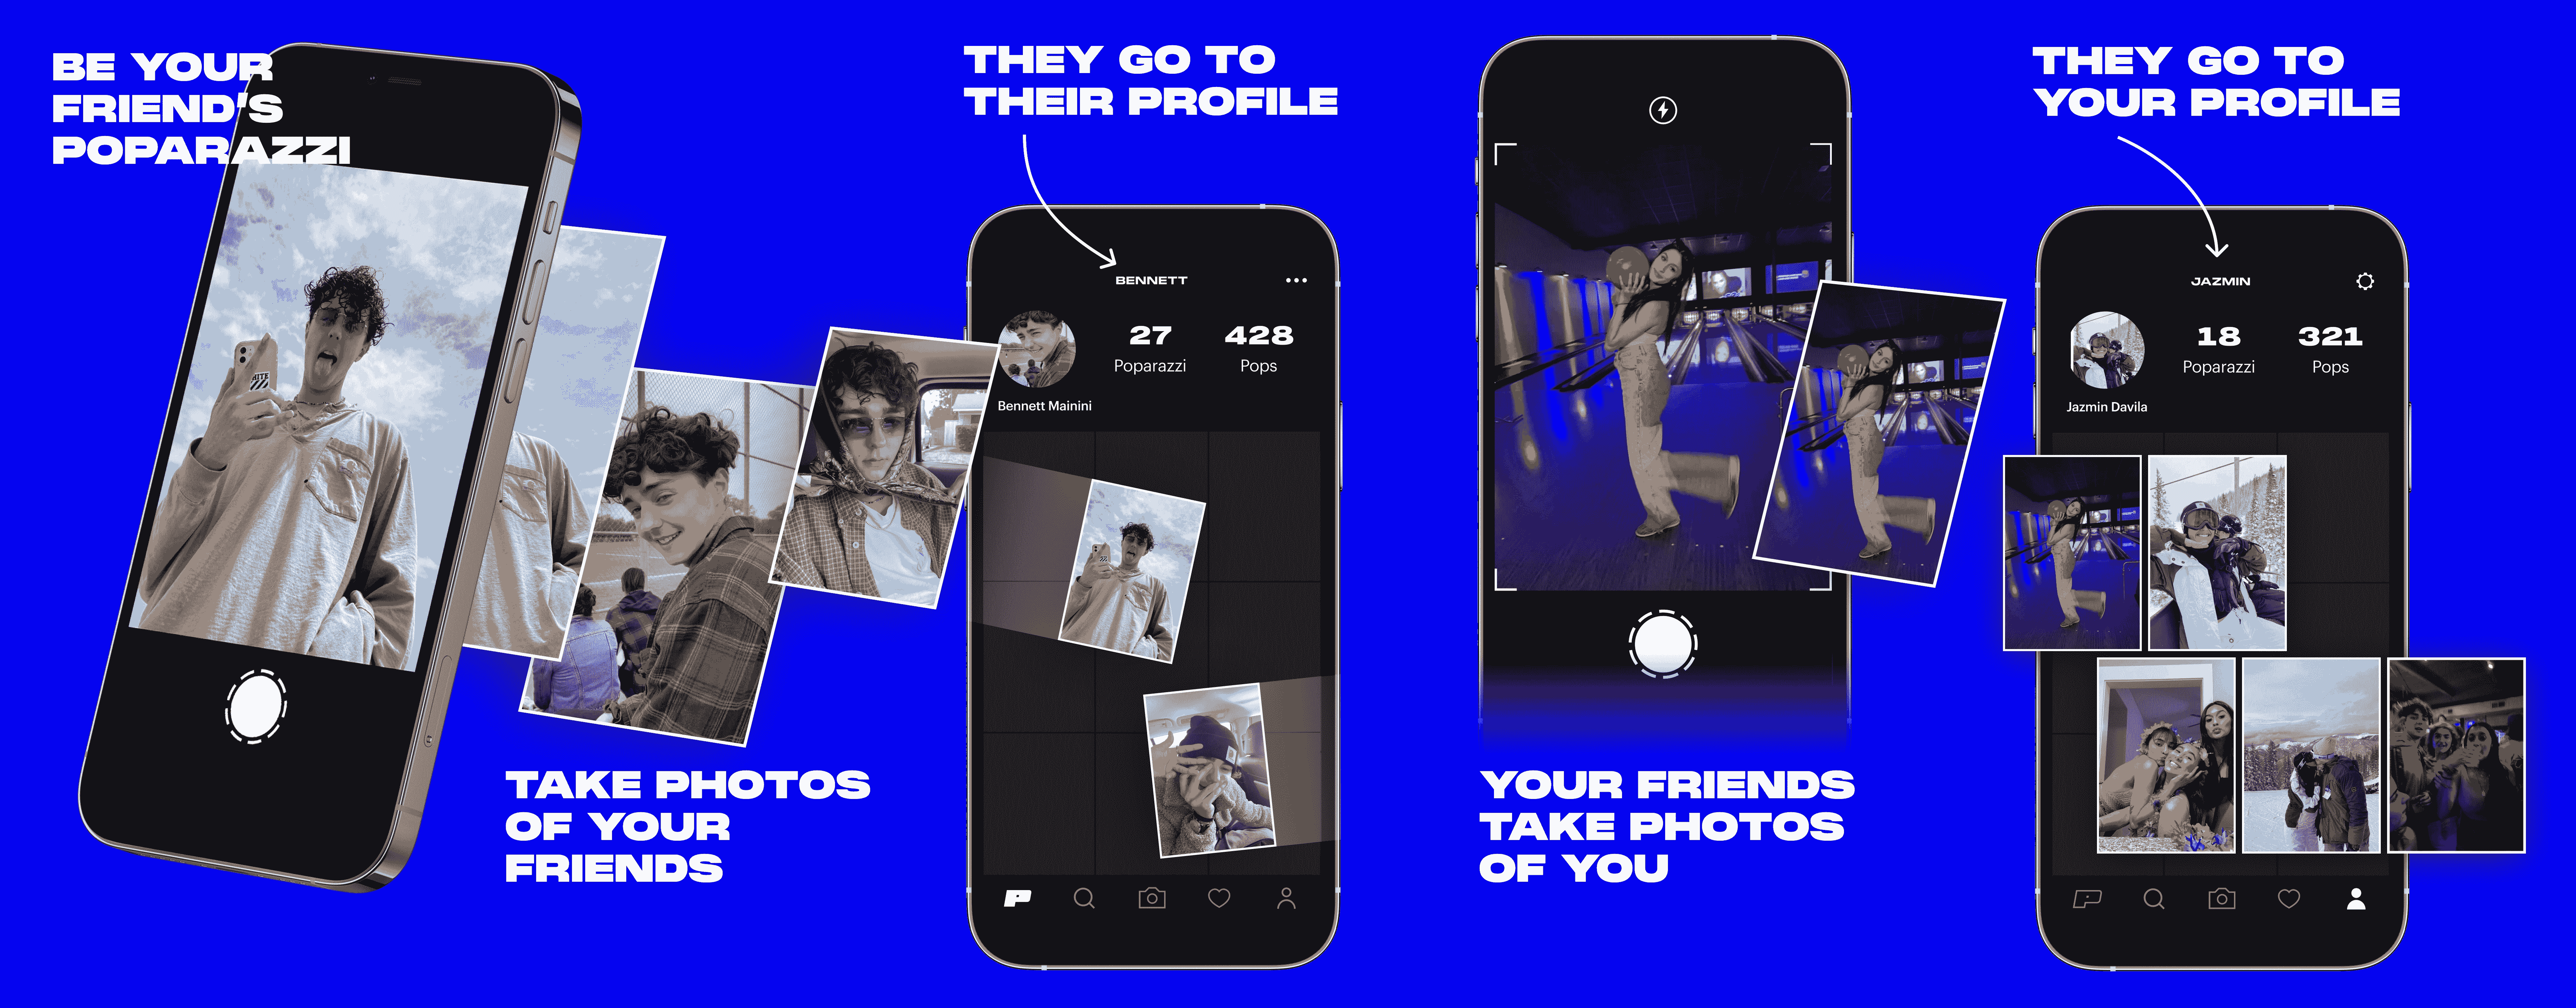 BE YOUR
FRIEND'S
POPARAZZI
TAKE PHOTOS
OF YOUR
FRIENDS
THEY GO TO
THEIR PROFILE
BENNETT
27
Poparazzi
428
Pops
Bennett Mainini
YOUR FRIENDS
TAKE PHOTOS
OF YOU
THEY GO TO
YOUR PROFILE
JAZMIN
18
Poparazzi
321
Pops
Jazmin Davila